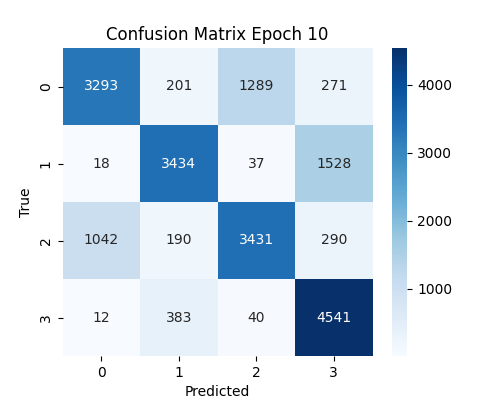 Confusion Matrix Epoch 10
0 3293 201 1289 271
1 18 3434 37 1528
2 1042 190 3431 290
3 12 383 40 4541
0 1 2 3
True
Predicted
4000
3000
2000
1000